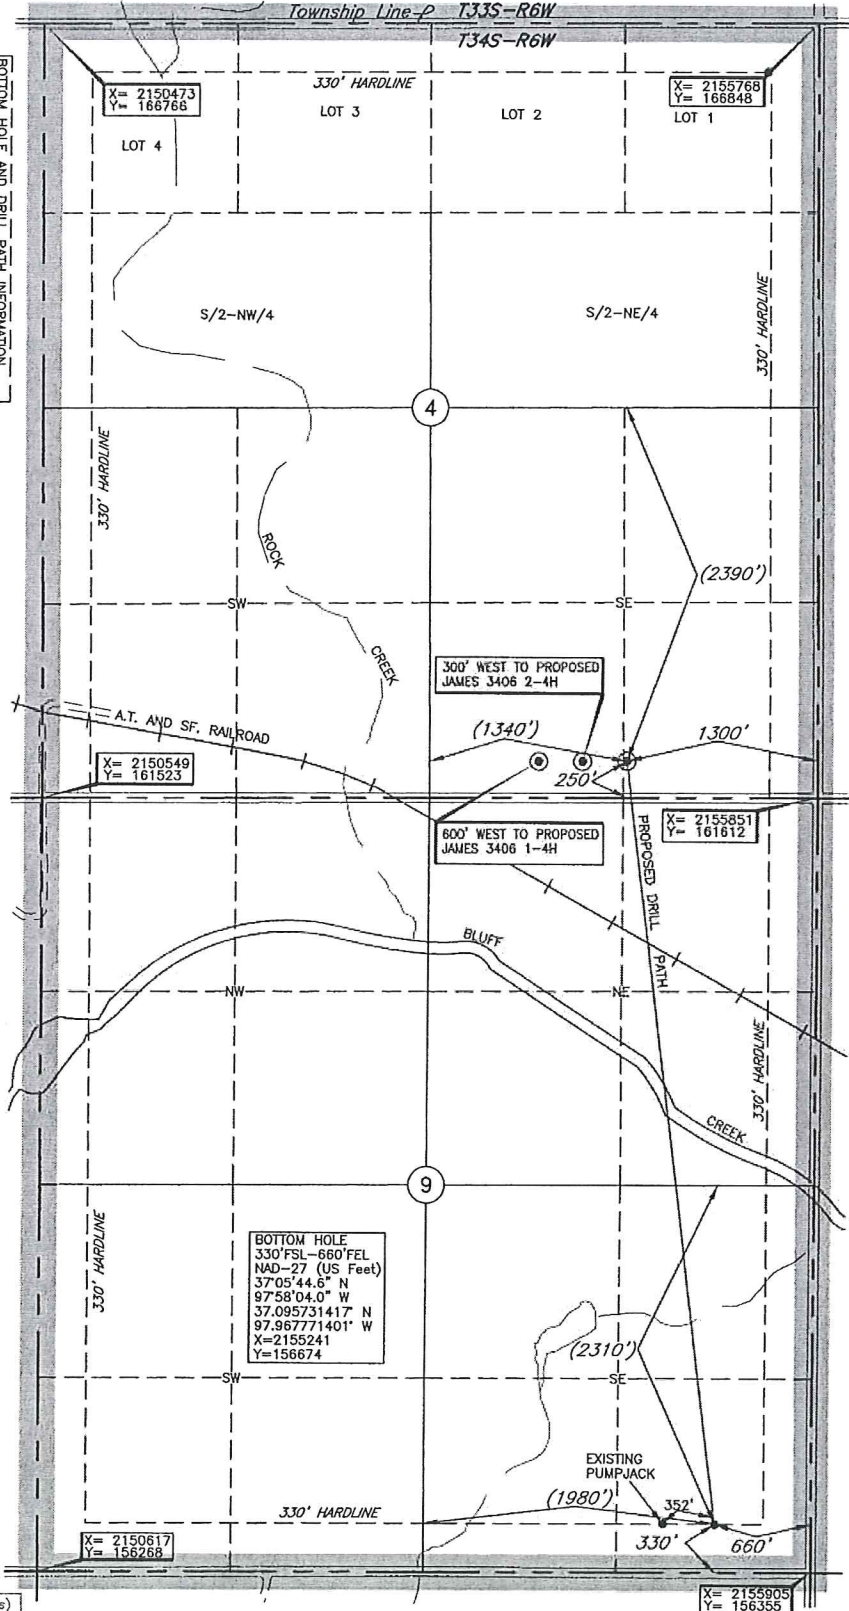 Township Line T33S-R6W
T34S-R6W
BOTTOM HOLE AND DRILL PATH INFORMATION
X= 2150473
Y= 166766
330' HARDLINE
X= 2155768
Y= 166848
LOT 4
LOT 3
LOT 2
LOT 1
S/2-NW/4
S/2-NE/4
330' HARDLINE
4
330' HARDLINE
ROCK
CREEK
(2390')
SW
SE
300' WEST TO PROPOSED
JAMES 3406 2-4H
A.T. AND SF. RAILROAD
(1340')
1300'
250'
X= 2150549
Y= 161523
600' WEST TO PROPOSED
JAMES 3406 1-4H
X= 2155851
Y= 161612
PROPOSED DRILL PATH
BLUFF
CREEK
NW
NE
330' HARDLINE
9
330' HARDLINE
BOTTOM HOLE
330'FSL-660'FEL
NAD-27 (US Feet)
37°05'44.6" N
97°58'04.0" W
37.095731417° N
97.967771401° W
X=2155241
Y=156674
(2310')
SW
SE
EXISTING
PUMPJACK
330' HARDLINE
(1980')
352'
330'
660'
X= 2150617
Y= 156268
X= 2155905
Y= 156355